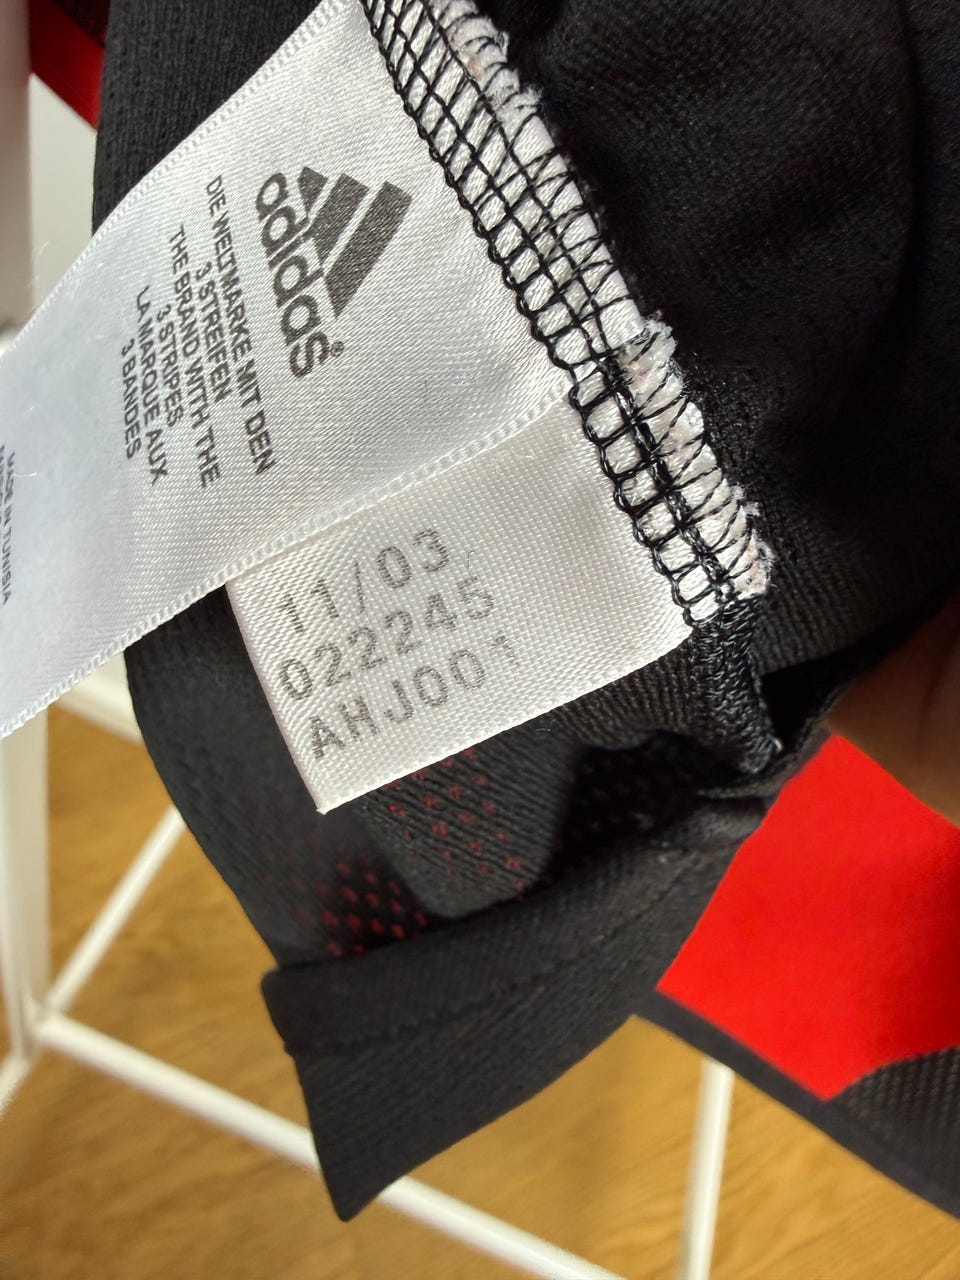 adidas®
DIE WELTMARKE MIT DEN
3 STREIFEN
THE BRAND WITH THE
3 STRIPES
LA MARQUE AUX
3 BANDES
MADE IN TUNISIA
11/03
022245
AHJ001